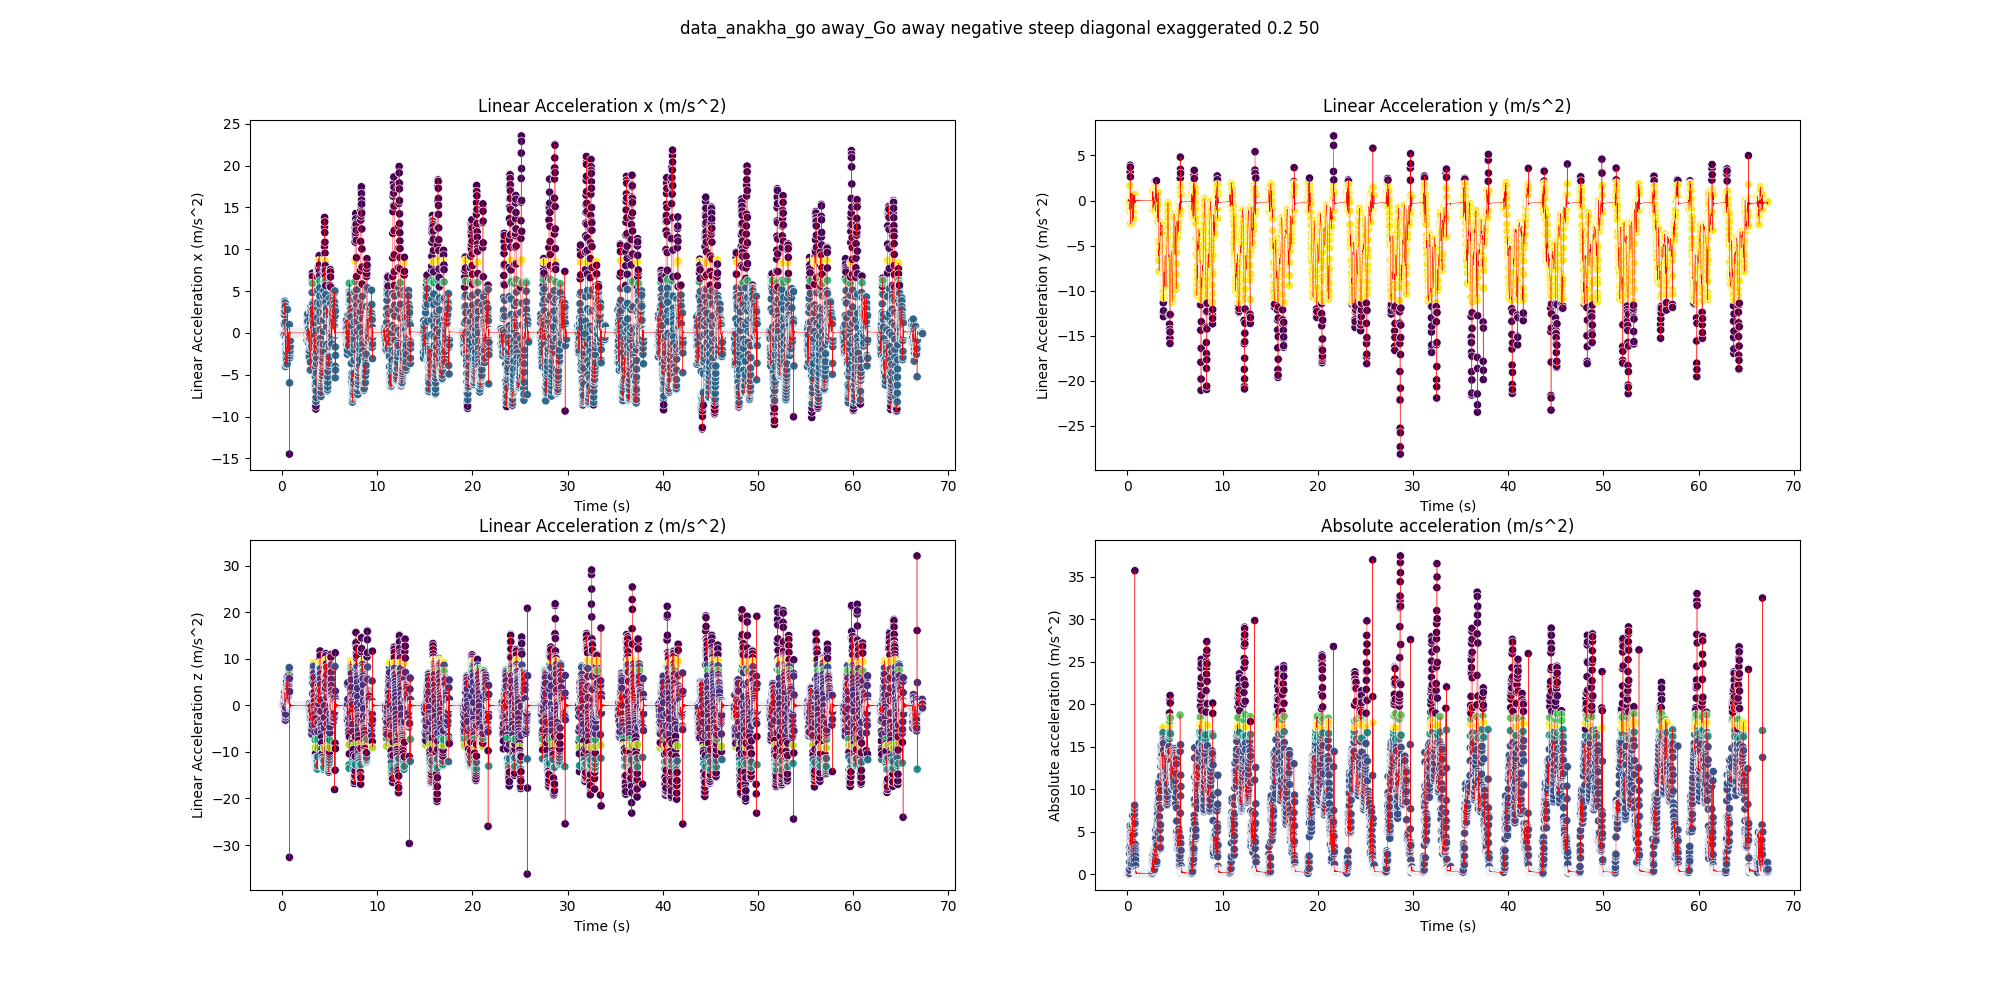 data_anakha_go away_Go away negative steep diagonal exaggerated 0.2 50
Linear Acceleration x (m/s^2)
Linear Acceleration x (m/s^2)
25
20
15
10
5
0
−5
−10
−15
0 10 20 30 40 50 60 70
Time (s)
Linear Acceleration y (m/s^2)
Linear Acceleration y (m/s^2)
5
0
−5
−10
−15
−20
−25
0 10 20 30 40 50 60 70
Time (s)
Linear Acceleration z (m/s^2)
Linear Acceleration z (m/s^2)
30
20
10
0
−10
−20
−30
0 10 20 30 40 50 60 70
Time (s)
Absolute acceleration (m/s^2)
Absolute acceleration (m/s^2)
35
30
25
20
15
10
5
0
0 10 20 30 40 50 60 70
Time (s)